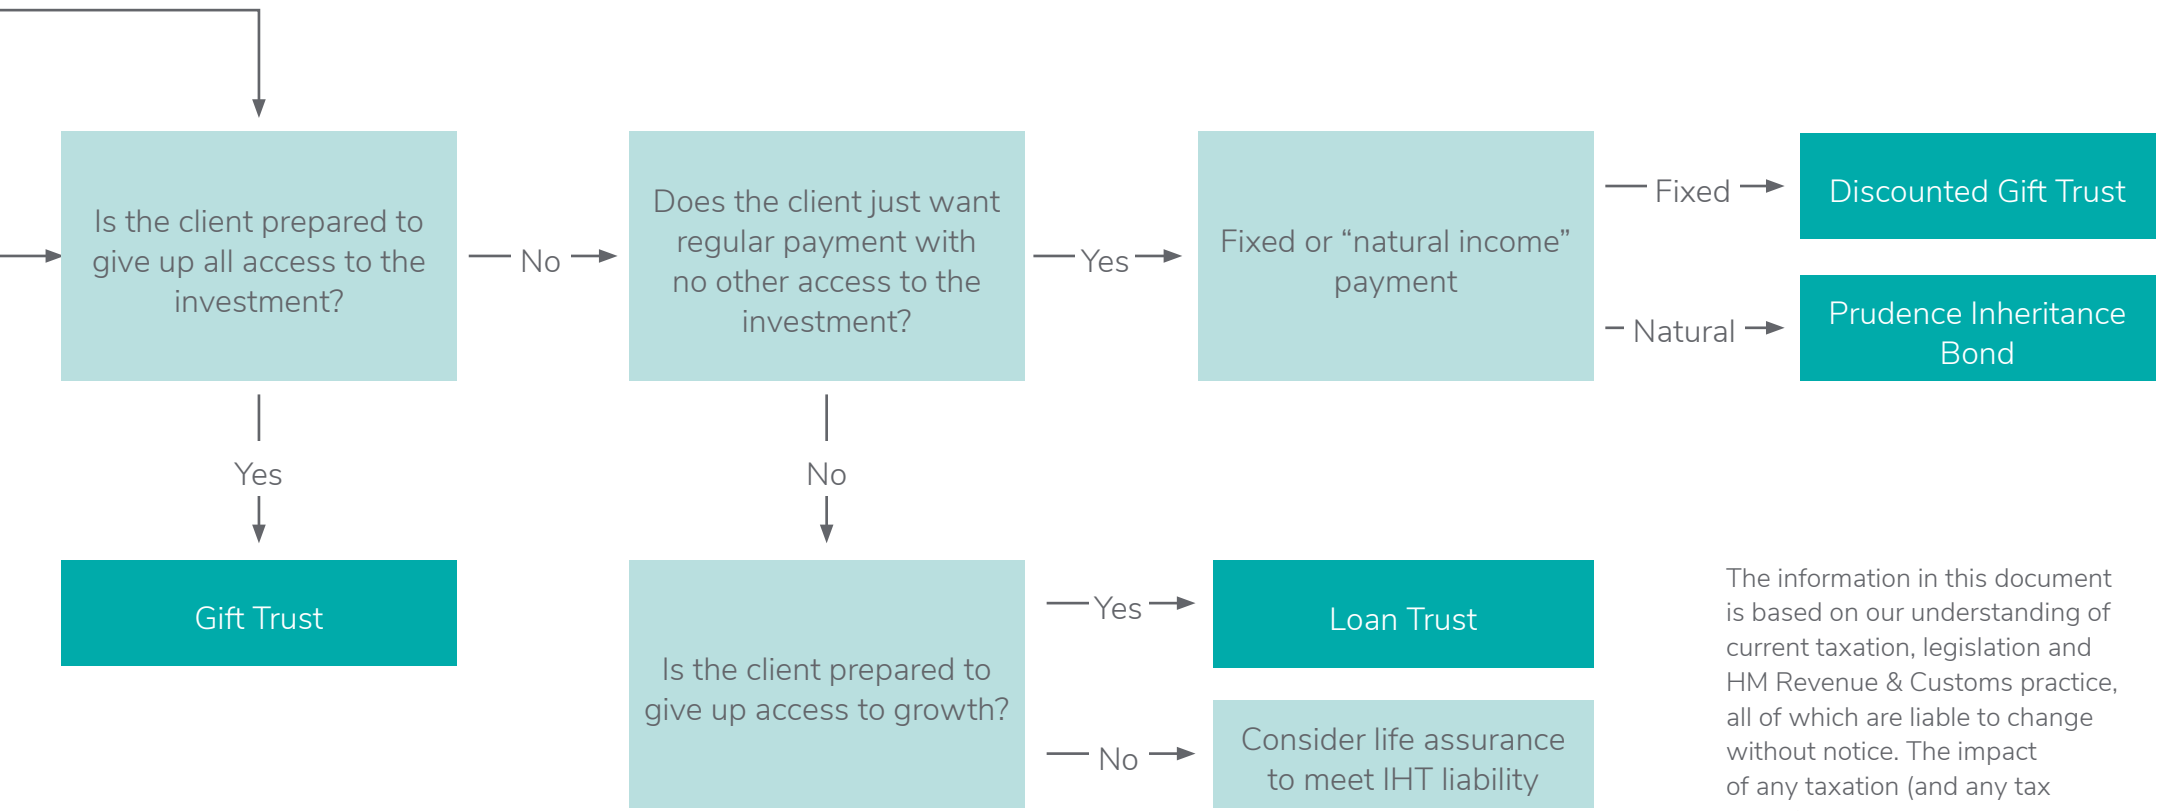 Is the client prepared to
give up all access to the
investment?
No
Does the client just want
regular payment with
no other access to the
investment?
Yes
Fixed or “natural income”
payment
Fixed
Discounted Gift Trust
Natural
Prudence Inheritance
Bond
Yes
Gift Trust
No
Is the client prepared to
give up access to growth?
Yes
Loan Trust
No
Consider life assurance
to meet IHT liability
The information in this document
is based on our understanding of
current taxation, legislation and
HM Revenue & Customs practice,
all of which are liable to change
without notice. The impact
of any taxation (and any tax